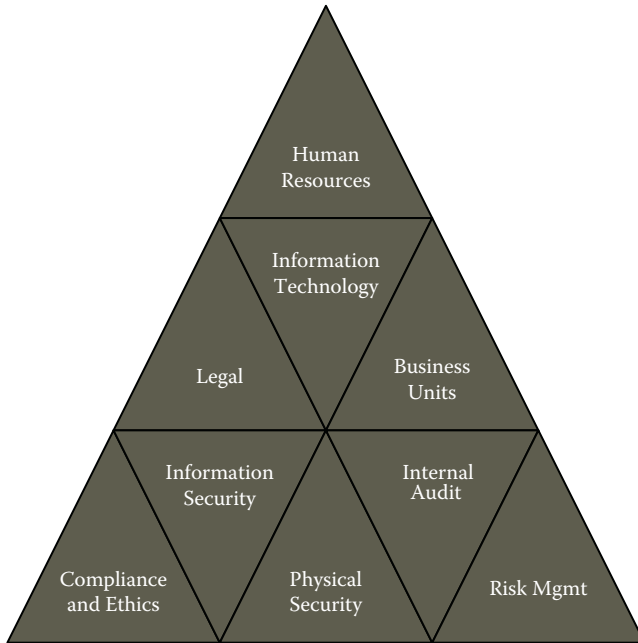 Human
Resources
Information
Technology
Legal
Business
Units
Information
Security
Internal
Audit
Compliance
and Ethics
Physical
Security
Risk Mgmt